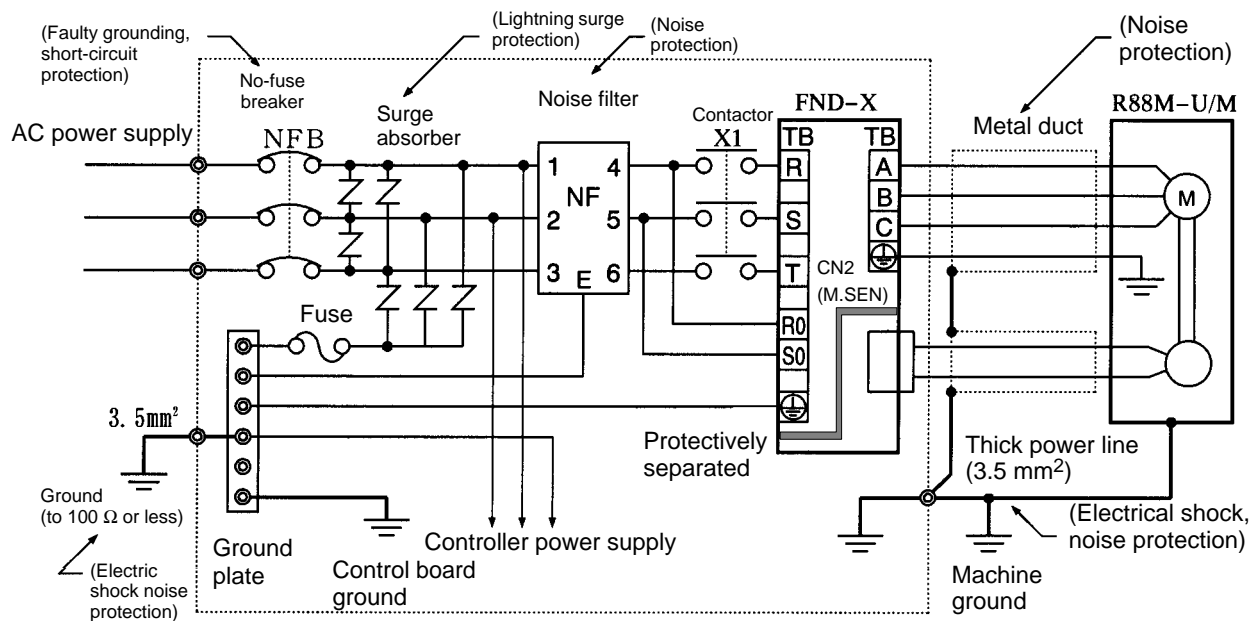 (Faulty grounding,
short-circuit
protection)
(Lightning surge
protection)
(Noise
protection)
(Noise
protection)
No-fuse
breaker
Surge
absorber
Noise filter
Contactor
FND-X
R88M-U/M
AC power supply
NFB
X1
TB
TB
Metal duct
1
4
R
A
NF
B
M
2
5
S
C
3
6
T
E
CN2
(M.SEN)
Fuse
R0
S0
3. 5mm²
Protectively
separated
Thick power line
(3.5 mm²)
Ground
(to 100 Ω or less)
Ground
plate
Control board
ground
Controller power supply
(Electrical shock,
noise protection)
(Electric
shock noise
protection)
Machine
ground